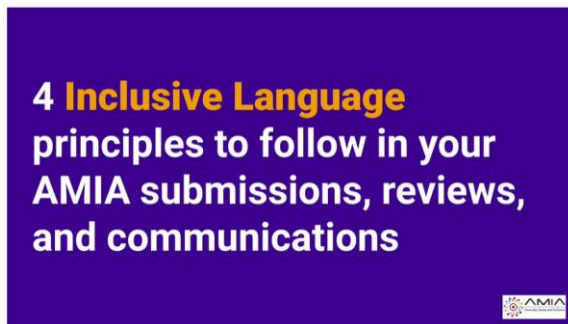 4 Inclusive Language
principles to follow in your
AMIA submissions, reviews,
and communications
AMIA